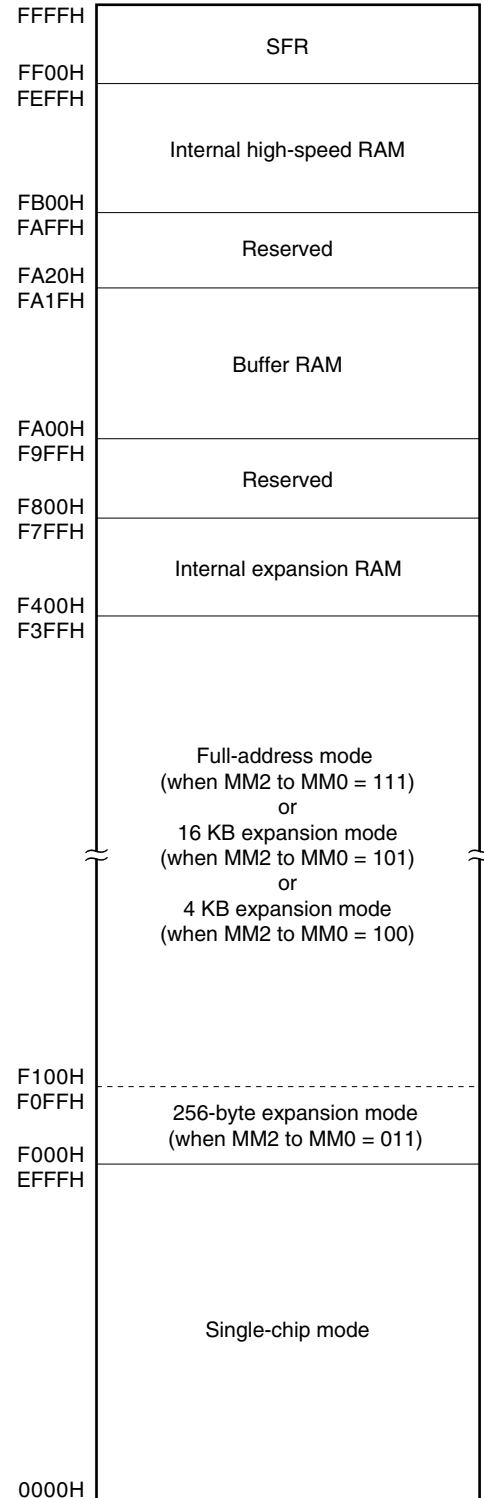 FFFFH
SFR
FF00H
FEFFH
Internal high-speed RAM
FB00H
FAFFH
Reserved
FA20H
FA1FH
Buffer RAM
FA00H
F9FFH
Reserved
F800H
F7FFH
Internal expansion RAM
F400H
F3FFH
Full-address mode
(when MM2 to MM0 = 111)
or
16 KB expansion mode
(when MM2 to MM0 = 101)
or
4 KB expansion mode
(when MM2 to MM0 = 100)
F100H
F0FFH
256-byte expansion mode
(when MM2 to MM0 = 011)
F000H
EFFFH
Single-chip mode
0000H